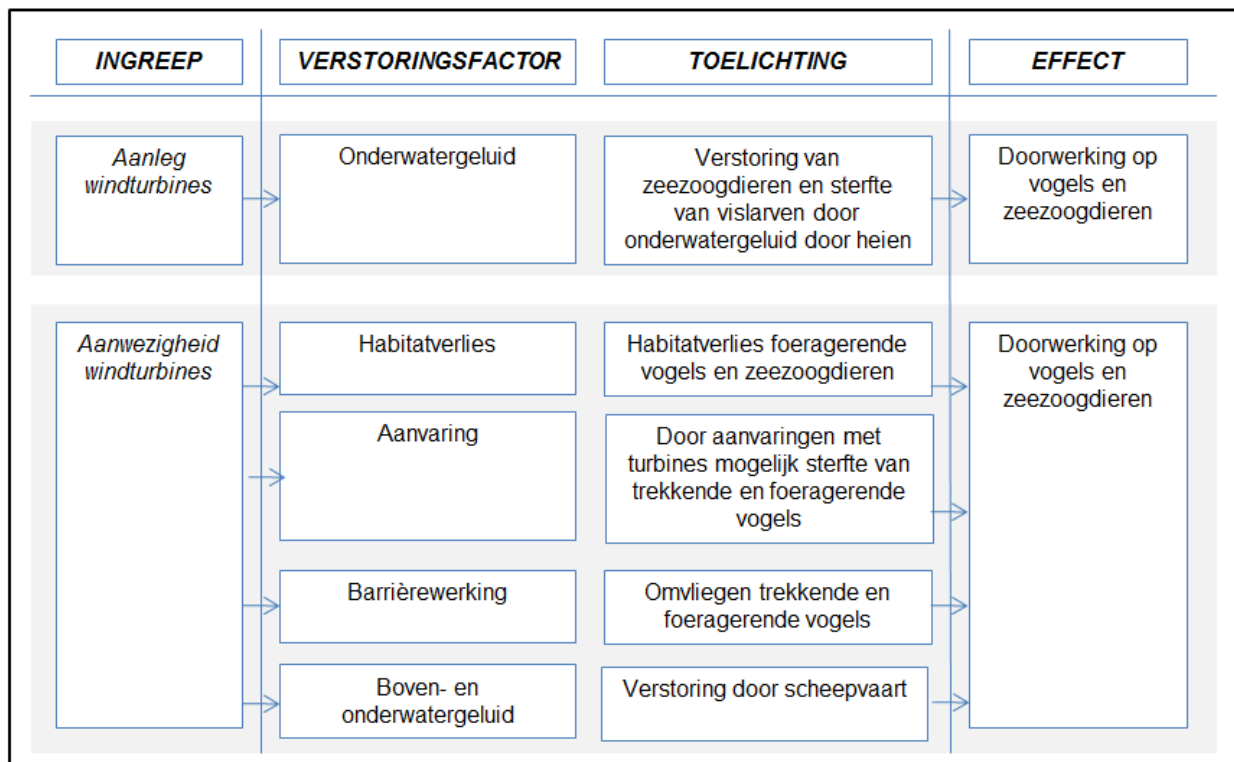 INGREEP
VERSTORINGSFACTOR
TOELICHTING
EFFECT
Aanleg
windturbines
Onderwatergeluid
Verstoring van
zeezoogdieren en sterfte
van vislarven door
onderwatergeluid door heien
Doorwerking op
vogels en
zeezoogdieren
Aanwezigheid
windturbines
Habitatverlies
Habitatverlies foeragerende
vogels en zeezoogdieren
Doorwerking op
vogels en
zeezoogdieren
Aanvaring
Door aanvaringen met
turbines mogelijk sterfte van
trekkende en foeragerende
vogels
Barrièrewerking
Omvliegen trekkende en
foeragerende vogels
Boven- en
onderwatergeluid
Verstoring door scheepvaart